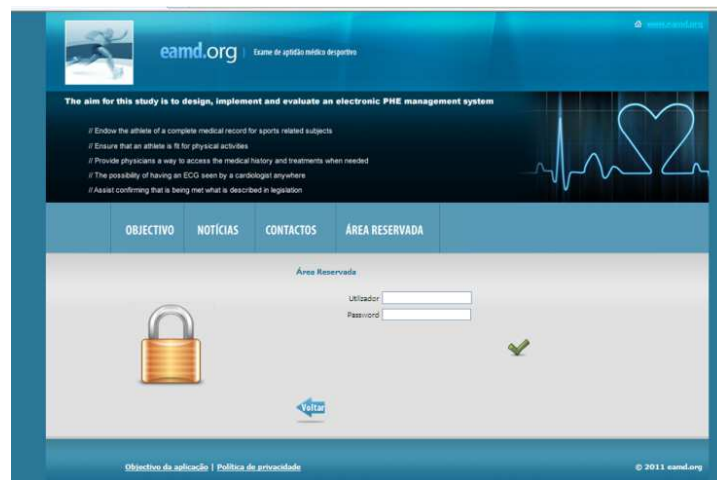 www.eamd.org
eamd.org | Exame de aptidão médico desportivo
The aim for this study is to design, implement and evaluate an electronic PHE management system
// Endow the athlete of a complete medical record for sports related subjects
// Ensure that an athlete is fit for physical activities
// Provide physicians a way to access the medical history and treatments when needed
// The possibility of having an ECG seen by a cardiologist anywhere
// Assist confirming that is being met what is described in legislation
OBJECTIVO NOTÍCIAS CONTACTOS ÁREA RESERVADA
Área Reservada
Utilizador
Password
Voltar
Objectivo da aplicação | Política de privacidade © 2011 eamd.org